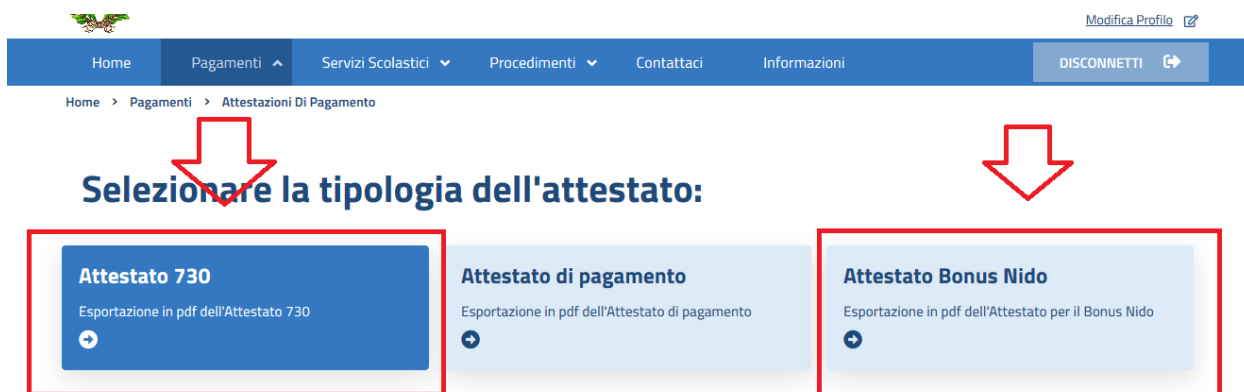 Modifica Profilo
Home Pagamenti Servizi Scolastici Procedimenti Contattaci Informazioni DISCONNETTI
Home > Pagamenti > Attestazioni Di Pagamento
Selezionare la tipologia dell'attestato:
Attestato 730
Esportazione in pdf dell'Attestato 730
Attestato di pagamento
Esportazione in pdf dell'Attestato di pagamento
Attestato Bonus Nido
Esportazione in pdf dell'Attestato per il Bonus Nido